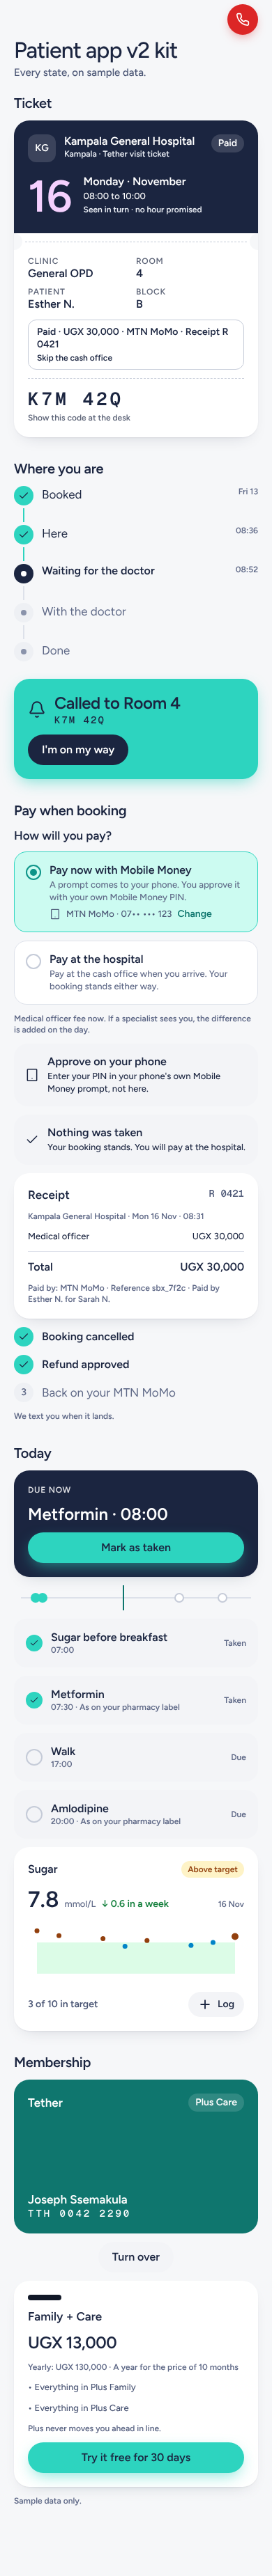 Patient app v2 kit
Every state, on sample data.
Ticket
KG
Kampala General Hospital
Kampala · Tether visit ticket
Paid
16
Monday · November
08:00 to 10:00
Seen in turn · no hour promised
CLINIC
General OPD
ROOM
4
PATIENT
Esther N.
BLOCK
B
Paid · UGX 30,000 · MTN MoMo · Receipt R
0421
Skip the cash office
K7M 42Q
Show this code at the desk
Where you are
Booked
Fri 13
Here
08:36
Waiting for the doctor
08:52
With the doctor
Done
Called to Room 4
K7M 42Q
I'm on my way
Pay when booking
How will you pay?
Pay now with Mobile Money
A prompt comes to your phone. You approve it
with your own Mobile Money PIN.
MTN MoMo · 07•• ••• 123 Change
Pay at the hospital
Pay at the cash office when you arrive. Your
booking stands either way.
Medical officer fee now. If a specialist sees you, the difference
is added on the day.
Approve on your phone
Enter your PIN in your phone's own Mobile
Money prompt, not here.
Nothing was taken
Your booking stands. You will pay at the hospital.
Receipt
R 0421
Kampala General Hospital · Mon 16 Nov · 08:31
Medical officer
UGX 30,000
Total
UGX 30,000
Paid by: MTN MoMo · Reference sbx_7f2c · Paid by
Esther N. for Sarah N.
Booking cancelled
Refund approved
3
Back on your MTN MoMo
We text you when it lands.
Today
DUE NOW
Metformin · 08:00
Mark as taken
Sugar before breakfast
07:00
Taken
Metformin
07:30 · As on your pharmacy label
Taken
Walk
17:00
Due
Amlodipine
20:00 · As on your pharmacy label
Due
Sugar
Above target
7.8 mmol/L ↓ 0.6 in a week
16 Nov
3 of 10 in target
+ Log
Membership
Tether
Plus Care
Joseph Ssemakula
TTH 0042 2290
Turn over
Family + Care
UGX 13,000
Yearly: UGX 130,000 · A year for the price of 10 months
• Everything in Plus Family
• Everything in Plus Care
Plus never moves you ahead in line.
Try it free for 30 days
Sample data only.